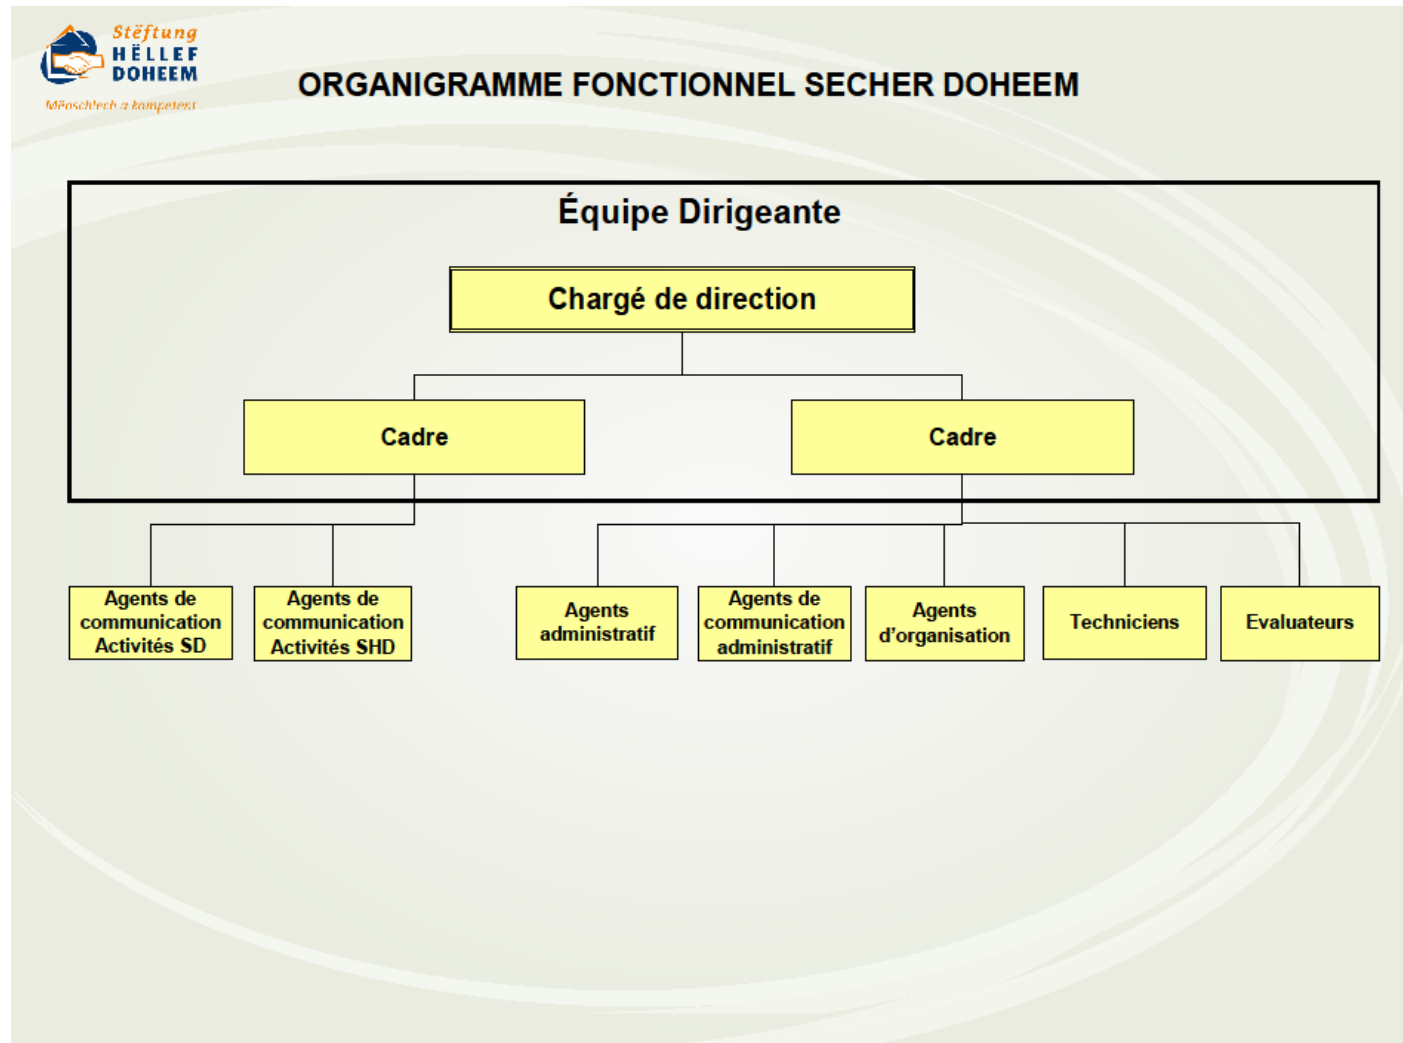 Stëftung
HËLLEF
DOHEEM
Mënschlech a kompetent
ORGANIGRAMME FONCTIONNEL SECHER DOHEEM
Équipe Dirigeante
Chargé de direction
Cadre
Cadre
Agents de
communication
Activités SD
Agents de
communication
Activités SHD
Agents
administratif
Agents de
communication
administratif
Agents
d’organisation
Techniciens
Evaluateurs